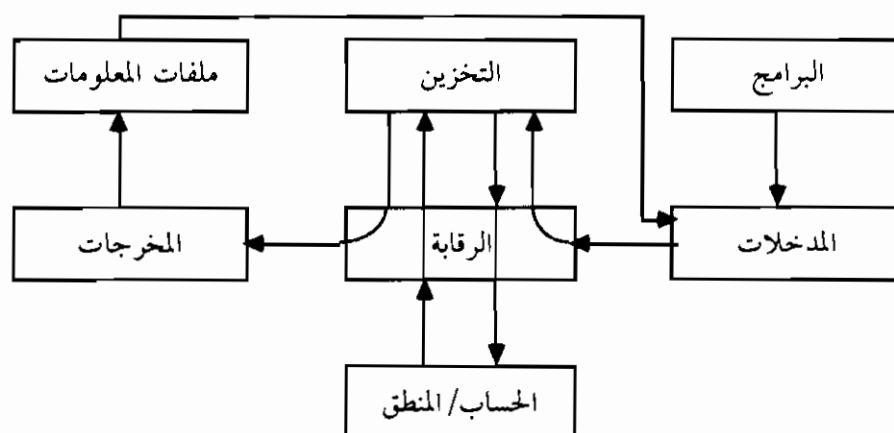 البرامج
التخزين
ملفات المعلومات
المدخلات
الرقابة
المخرجات
الحساب/المنطق